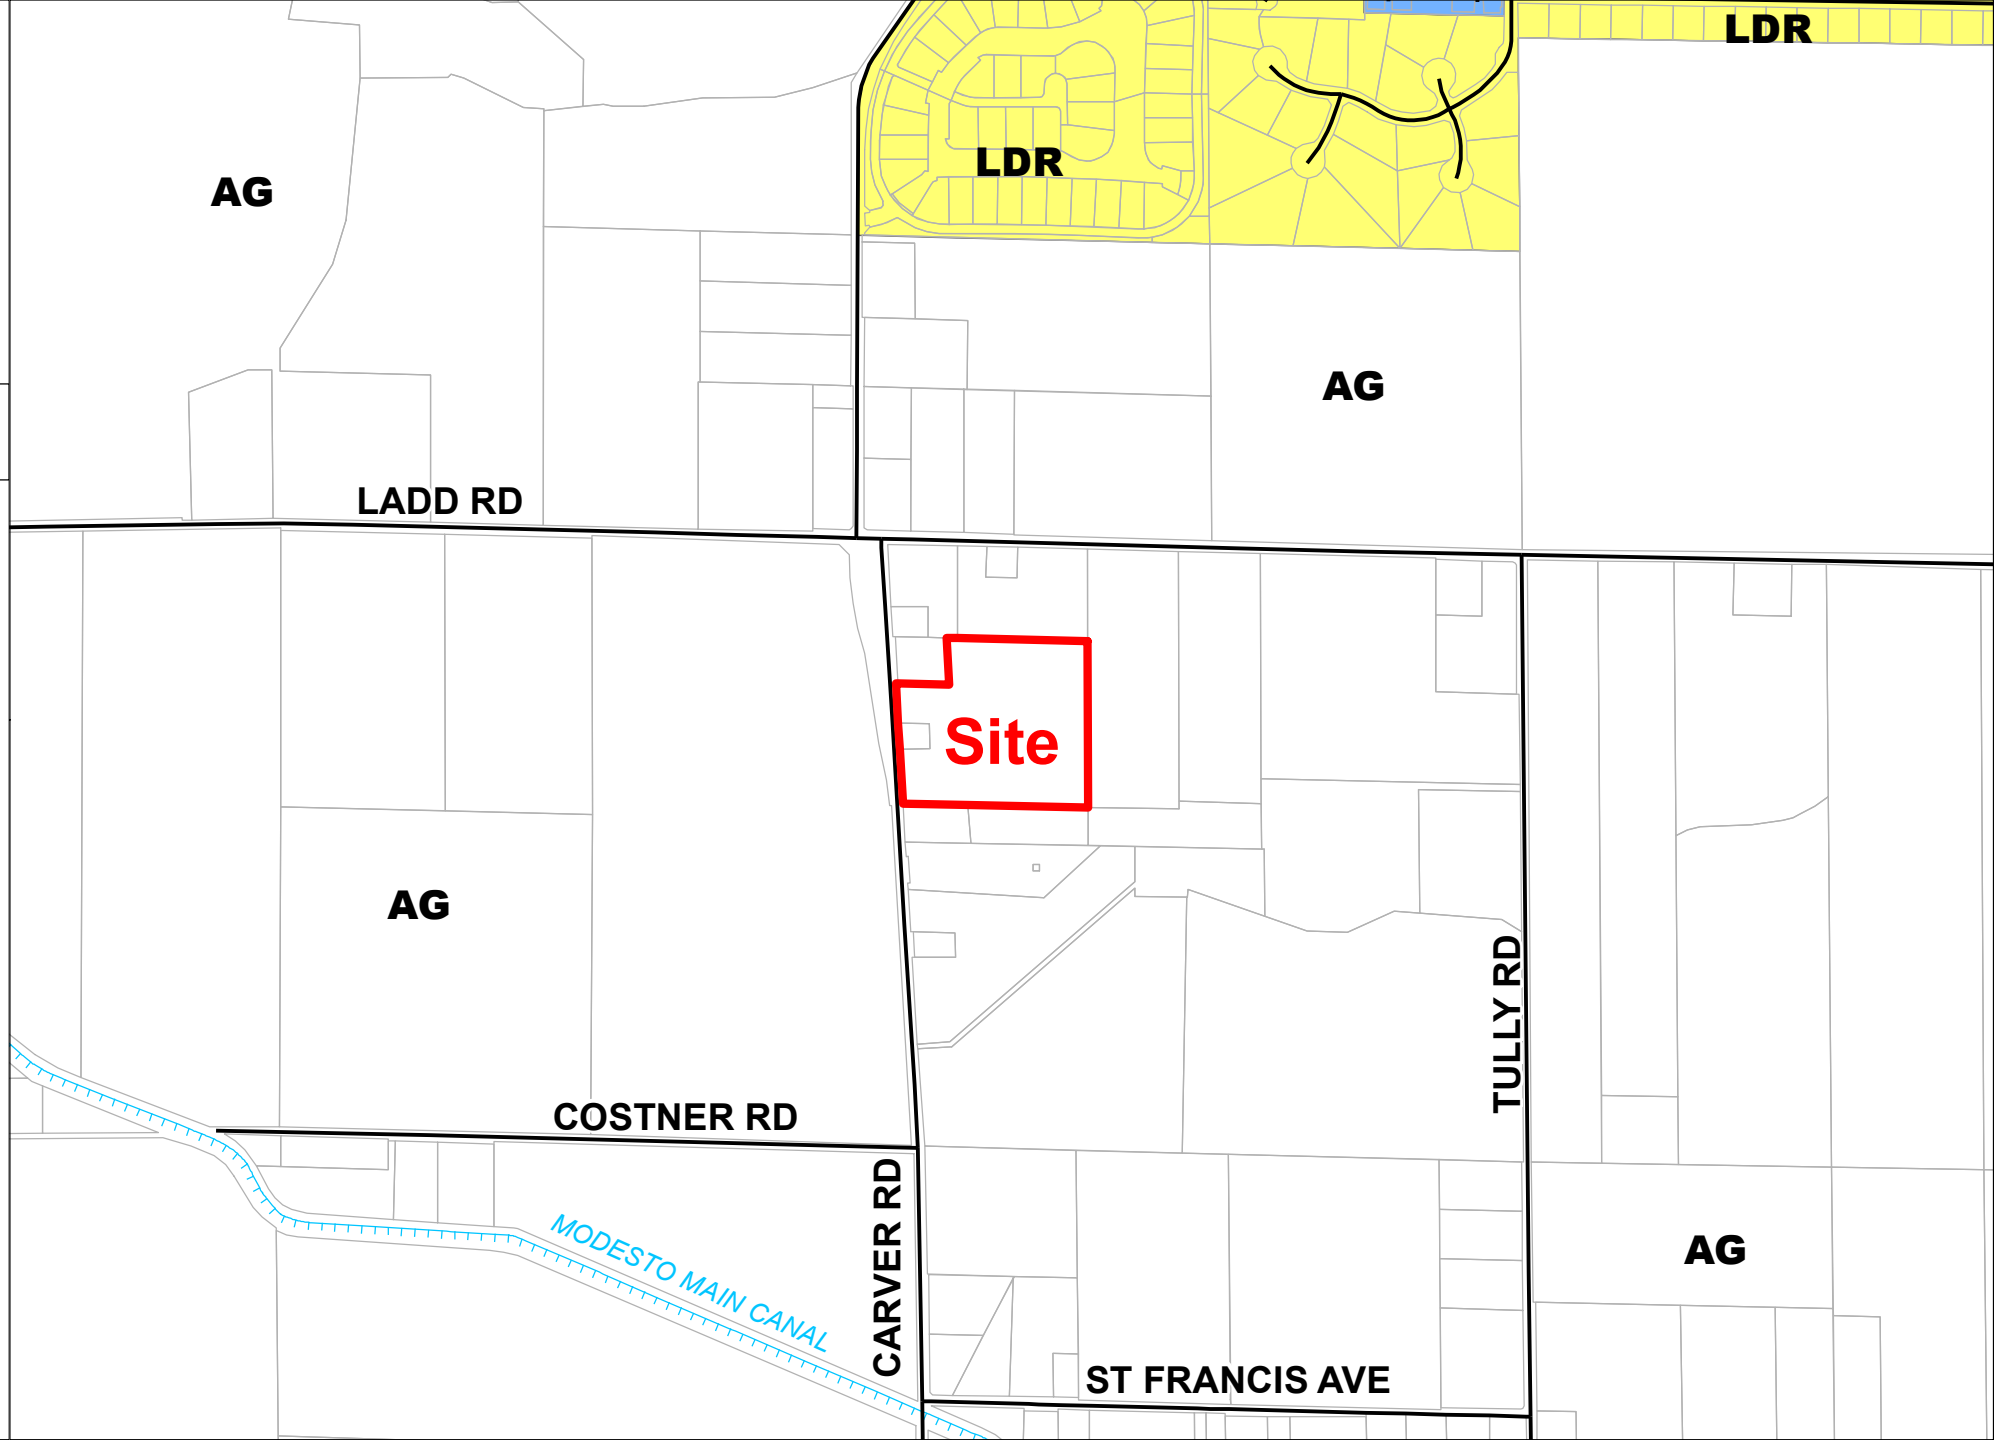 LDR
LDR
AG
AG
LADD RD
Site
AG
TULLY RD
COSTNER RD
CARVER RD
MODESTO MAIN CANAL
AG
ST FRANCIS AVE